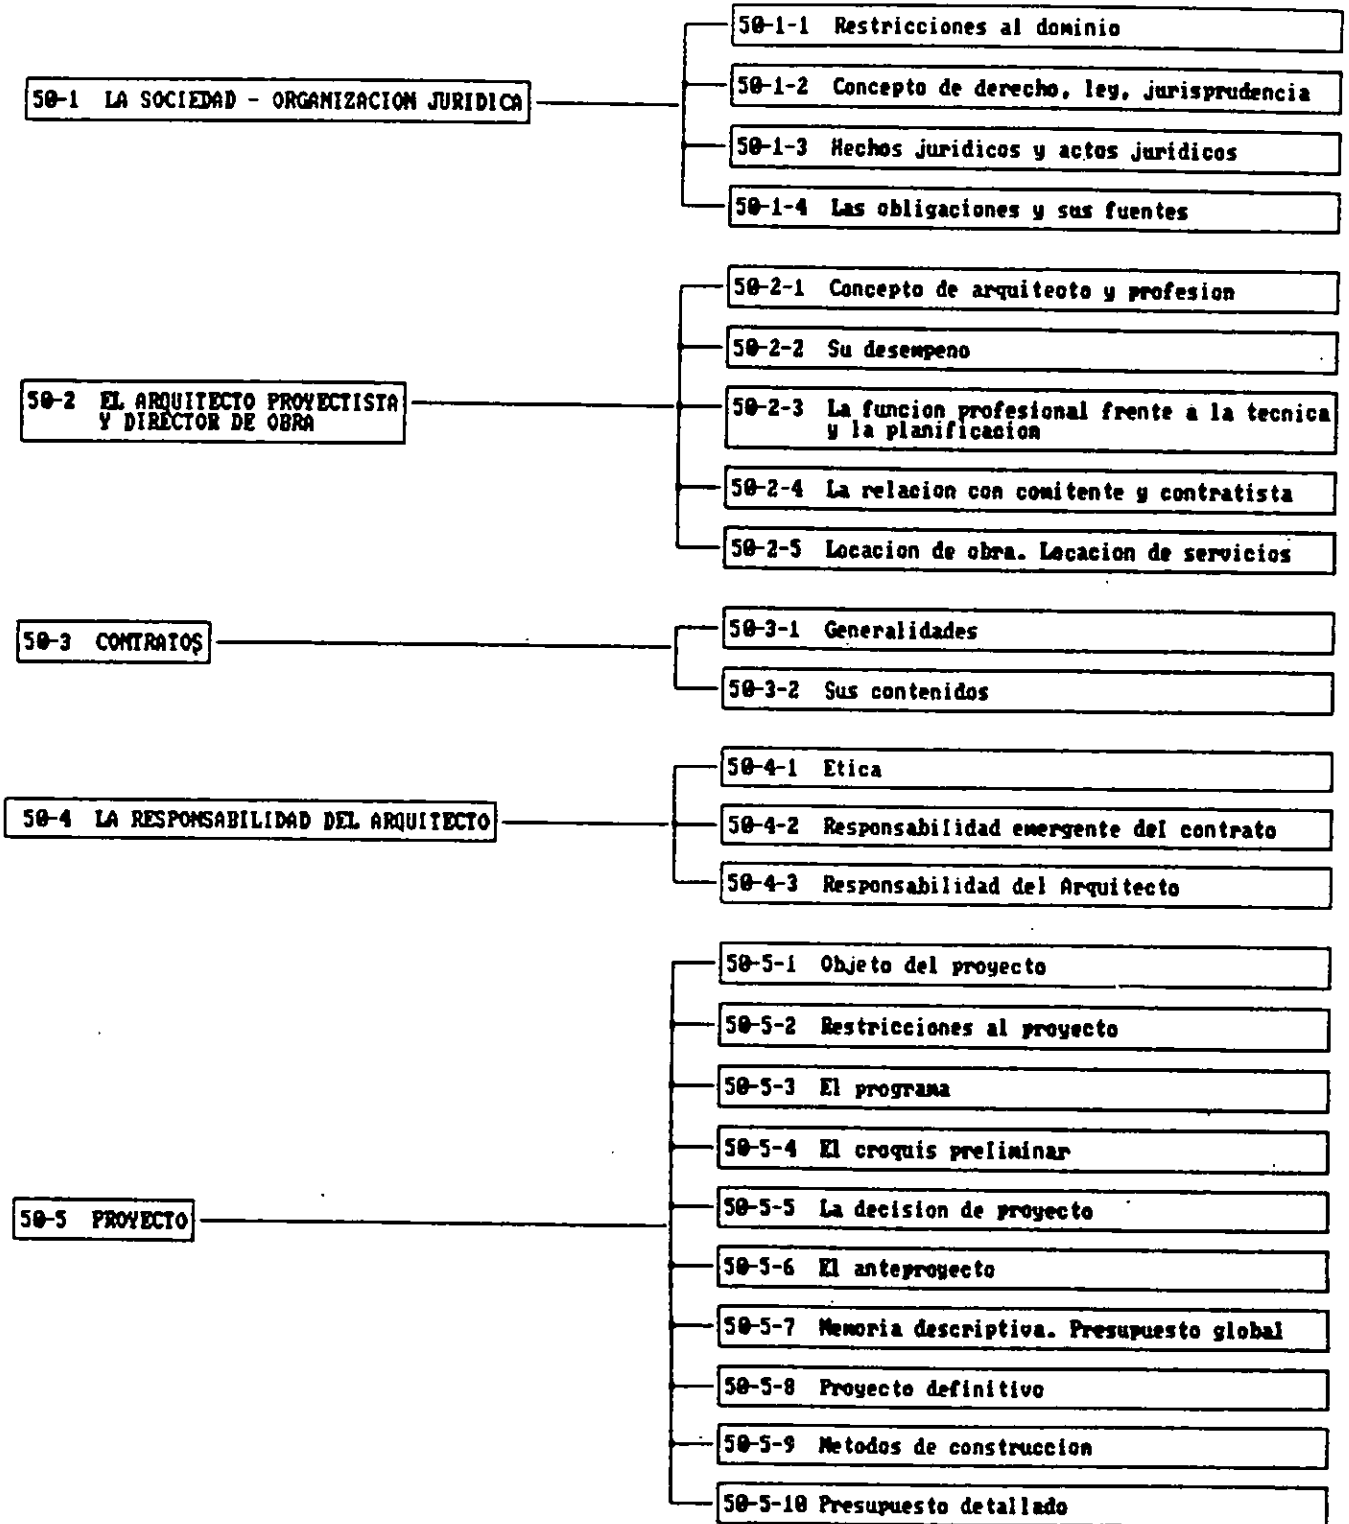 50-1 LA SOCIEDAD - ORGANIZACION JURIDICA
50-1-1 Restricciones al dominio
50-1-2 Concepto de derecho, ley, jurisprudencia
50-1-3 Hechos juridicos y actos juridicos
50-1-4 Las obligaciones y sus fuentes
50-2 EL ARQUITECTO PROYECTISTA
Y DIRECTOR DE OBRA
50-2-1 Concepto de arquitecto y profesion
50-2-2 Su desempeno
50-2-3 La funcion profesional frente a la tecnica
y la planificacion
50-2-4 La relacion con comitente y contratista
50-2-5 Locacion de obra. Locacion de servicios
50-3 CONTRATOS
50-3-1 Generalidades
50-3-2 Sus contenidos
50-4 LA RESPONSABILIDAD DEL ARQUITECTO
50-4-1 Etica
50-4-2 Responsabilidad emergente del contrato
50-4-3 Responsabilidad del Arquitecto
50-5 PROYECTO
50-5-1 Objeto del proyecto
50-5-2 Restricciones al proyecto
50-5-3 El programa
50-5-4 El croquis preliminar
50-5-5 La decision de proyecto
50-5-6 El anteproyecto
50-5-7 Memoria descriptiva. Presupuesto global
50-5-8 Proyecto definitivo
50-5-9 Metodos de construccion
50-5-10 Presupuesto detallado